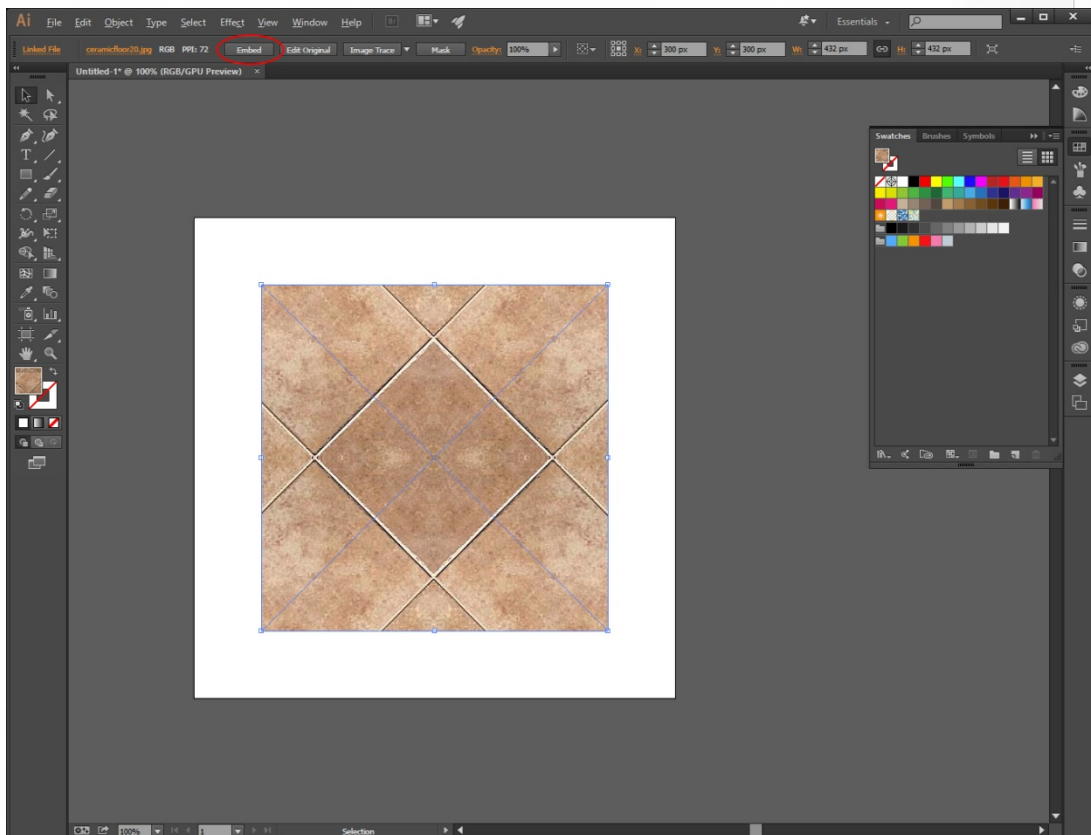 Ai File Edit Object Type Select Effect View Window Help Br Essentials
Linked File ceramicfloor20.jpg RGB PPI: 72 Embed Edit Original Image Trace Mask Opacity: 100% X: 300 px Y: 300 px W: 432 px H: 432 px
Untitled-1* @ 100% (RGB/GPU Preview) ×
Swatches Brushes Symbols
T
100% 1 Selection